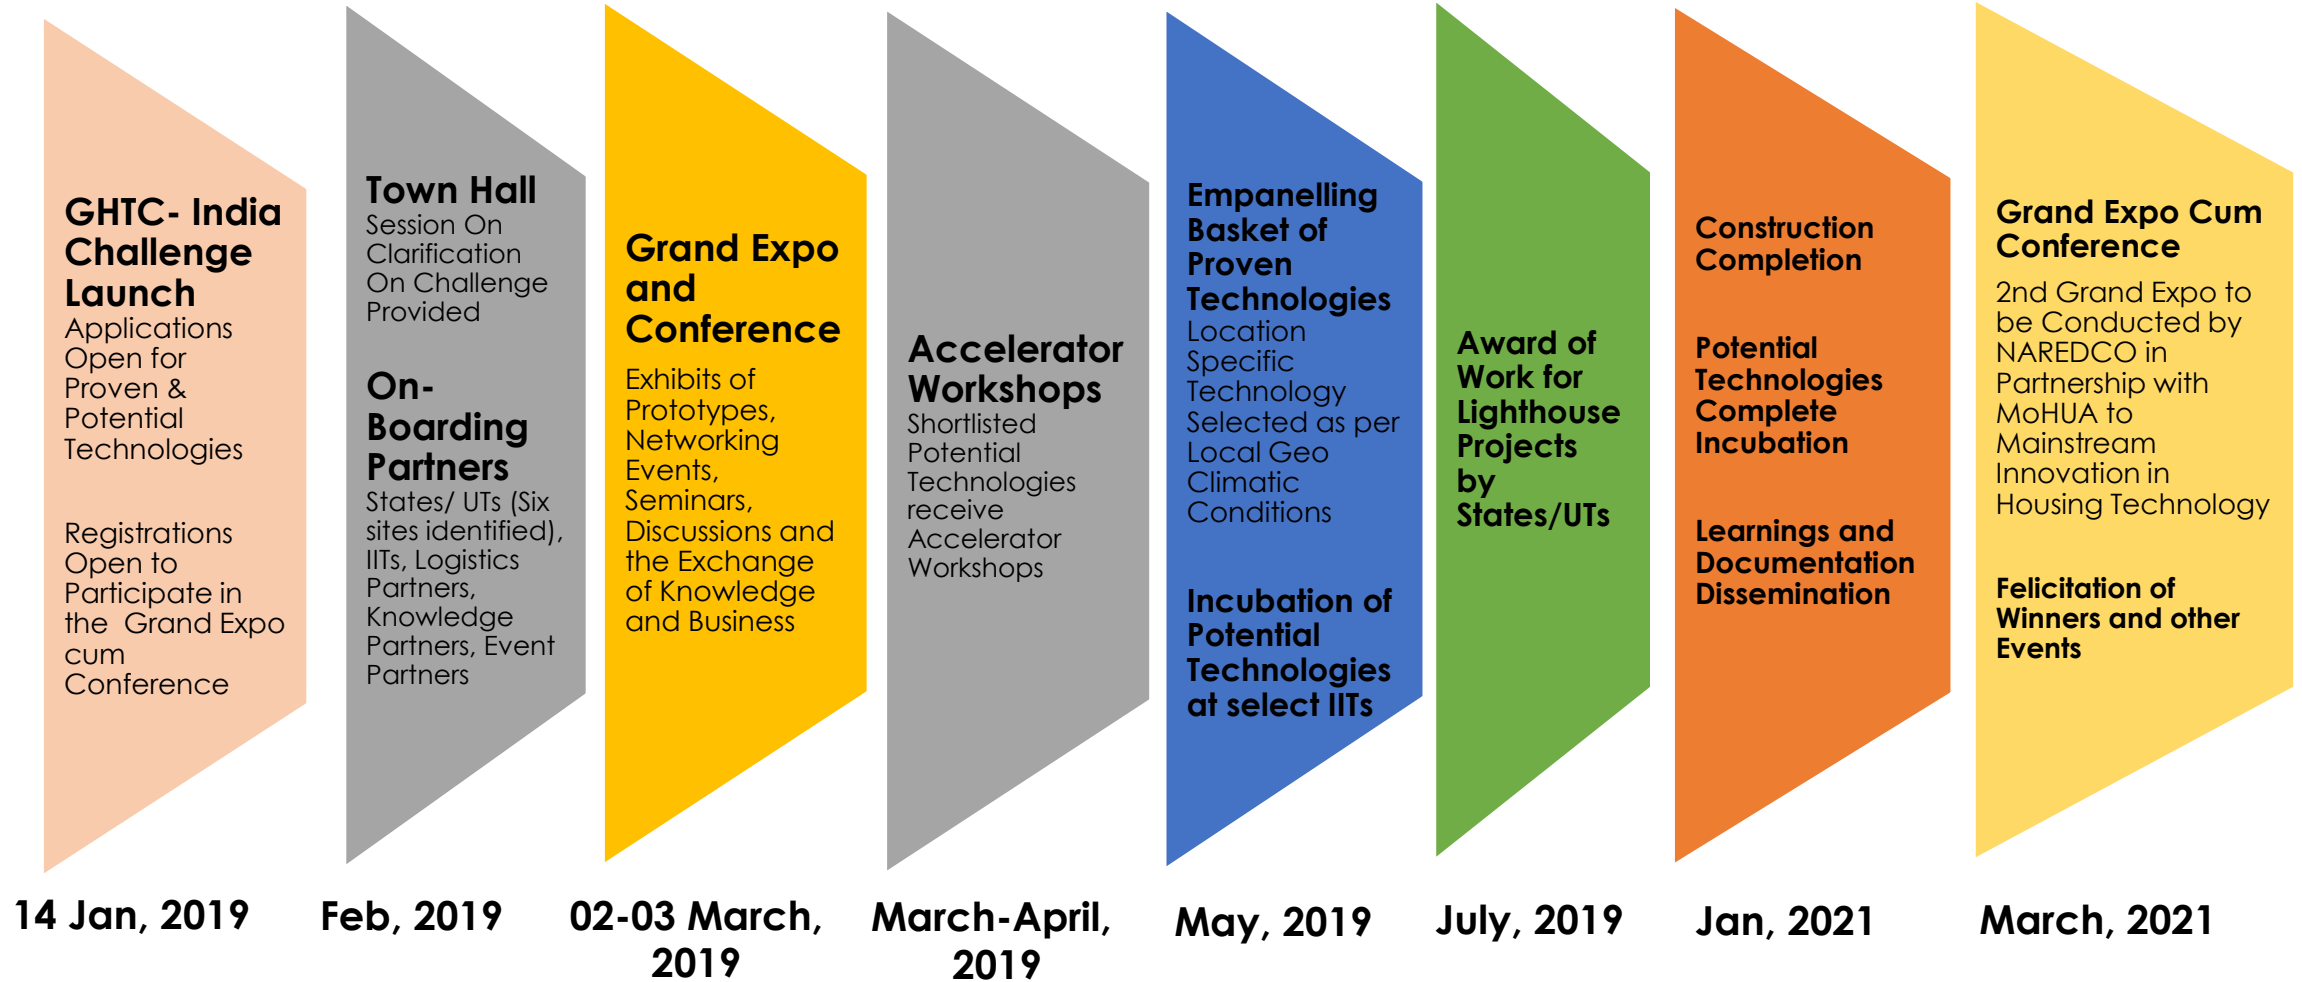 GHTC- India
Challenge
Launch
Applications
Open for
Proven &
Potential
Technologies
Registrations
Open to
Participate in
the Grand Expo
cum
Conference
14 Jan, 2019
Town Hall
Session On
Clarification
On Challenge
Provided
On-
Boarding
Partners
States/ UTs (Six
sites identified),
IITs, Logistics
Partners,
Knowledge
Partners, Event
Partners
Feb, 2019
Grand Expo
and
Conference
Exhibits of
Prototypes,
Networking
Events,
Seminars,
Discussions and
the Exchange
of Knowledge
and Business
02-03 March,
2019
Accelerator
Workshops
Shortlisted
Potential
Technologies
receive
Accelerator
Workshops
March-April,
2019
Empanelling
Basket of
Proven
Technologies
Location
Specific
Technology
Selected as per
Local Geo
Climatic
Conditions
Incubation of
Potential
Technologies
at select IITs
May, 2019
Award of
Work for
Lighthouse
Projects
by
States/UTs
July, 2019
Construction
Completion
Potential
Technologies
Complete
Incubation
Learnings and
Documentation
Dissemination
Jan, 2021
Grand Expo Cum
Conference
2nd Grand Expo to
be Conducted by
NAREDCO in
Partnership with
MoHUA to
Mainstream
Innovation in
Housing Technology
Felicitation of
Winners and other
Events
March, 2021